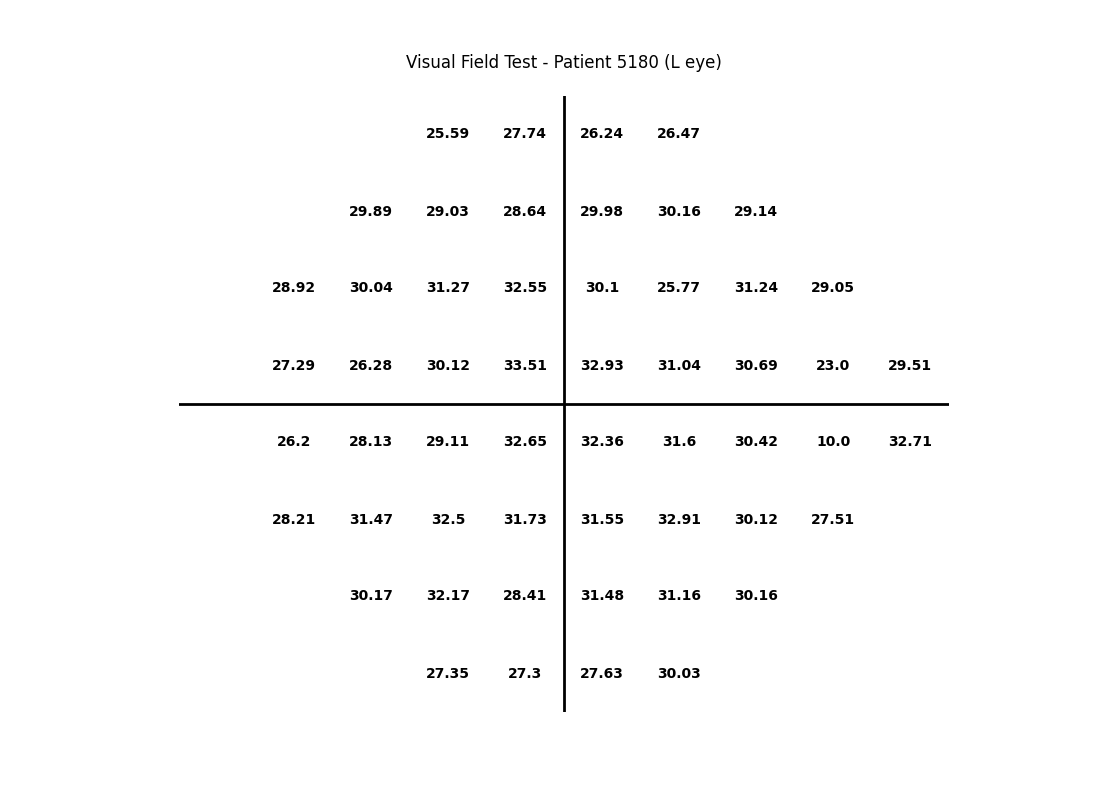 Visual Field Test - Patient 5180 (L eye)
25.59 27.74 26.24 26.47
29.89 29.03 28.64 29.98 30.16 29.14
28.92 30.04 31.27 32.55 30.1 25.77 31.24 29.05
27.29 26.28 30.12 33.51 32.93 31.04 30.69 23.0 29.51
26.2 28.13 29.11 32.65 32.36 31.6 30.42 10.0 32.71
28.21 31.47 32.5 31.73 31.55 32.91 30.12 27.51
30.17 32.17 28.41 31.48 31.16 30.16
27.35 27.3 27.63 30.03